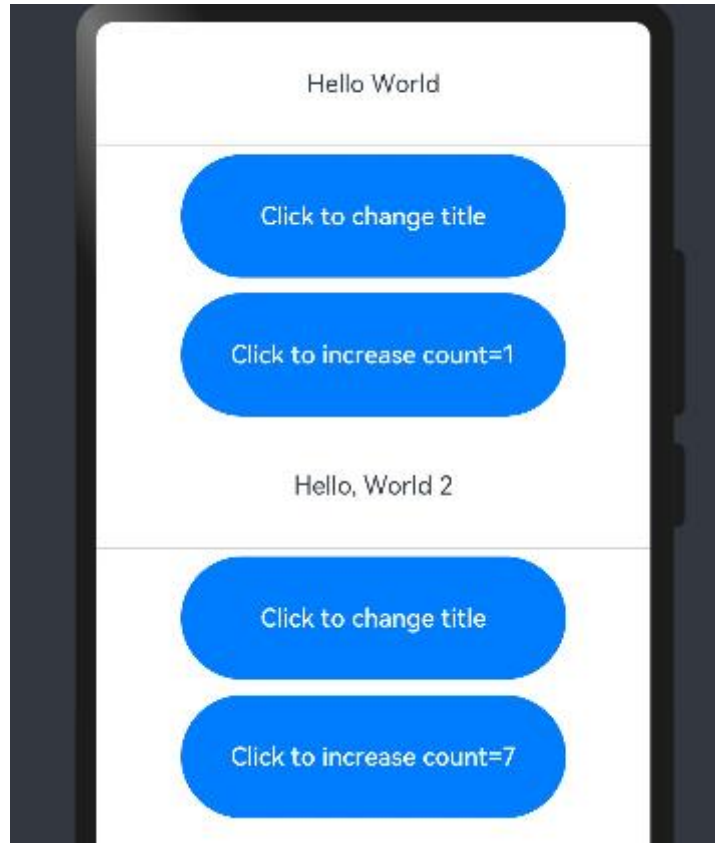 Hello World
Click to change title
Click to increase count=1
Hello, World 2
Click to change title
Click to increase count=7